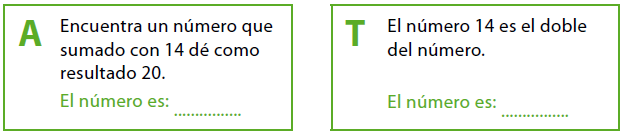 A
Encuentra un número que
sumado con 14 dé como
resultado 20.
El número es: ...............
T
El número 14 es el doble
del número.
El número es: ...............